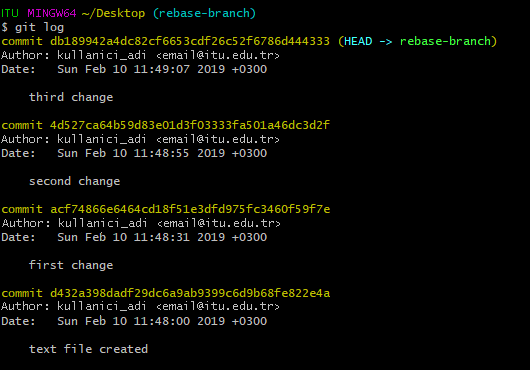 ITU MINGW64 ~/Desktop (rebase-branch)
$ git log
commit db189942a4dc82cf6653cdf26c52f6786d444333 (HEAD -> rebase-branch)
Author: kullanici_adi <email@itu.edu.tr>
Date:   Sun Feb 10 11:49:07 2019 +0300
    third change
commit 4d527ca64b59d83e01d3f03333fa501a46dc3d2f
Author: kullanici_adi <email@itu.edu.tr>
Date:   Sun Feb 10 11:48:55 2019 +0300
    second change
commit acf74866e6464cd18f51e3dfd975fc3460f59f7e
Author: kullanici_adi <email@itu.edu.tr>
Date:   Sun Feb 10 11:48:31 2019 +0300
    first change
commit d432a398dadf29dc6a9ab9399c6d9b68fe822e4a
Author: kullanici_adi <email@itu.edu.tr>
Date:   Sun Feb 10 11:48:00 2019 +0300
    text file created